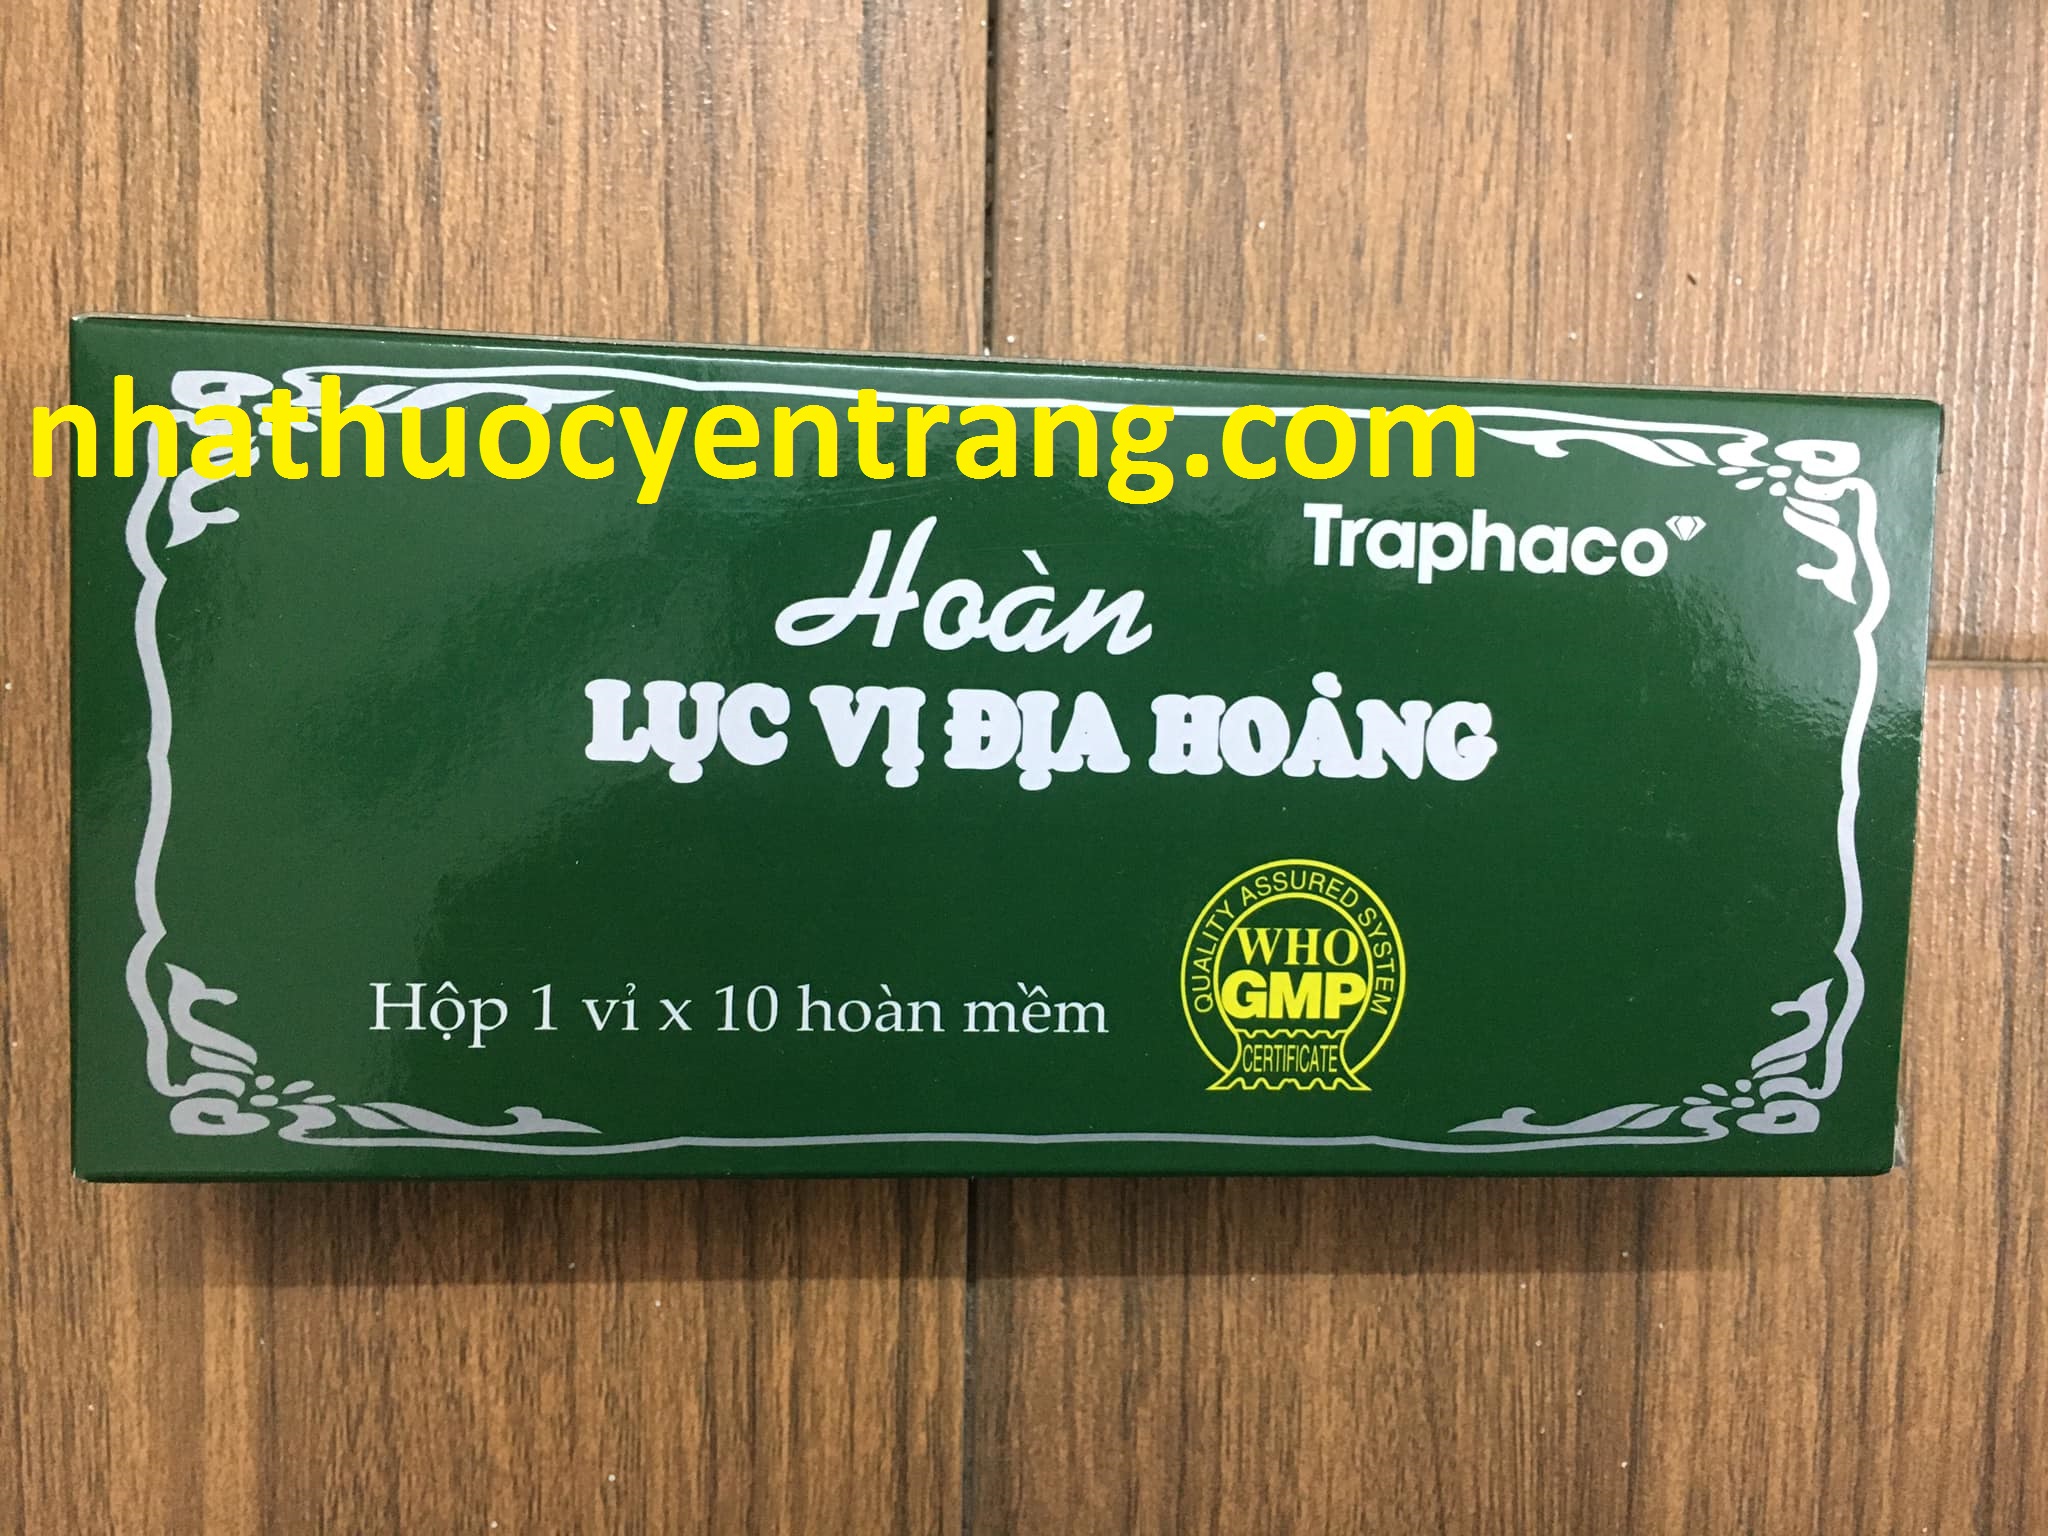 nhathuocyentrang.com
Traphaco
Hoàn
LỤC VỊ ĐỊA HOÀNG
Hộp 1 vỉ x 10 hoàn mềm
QUALITY ASSURED SYSTEM
WHO
GMP
CERTIFICATE